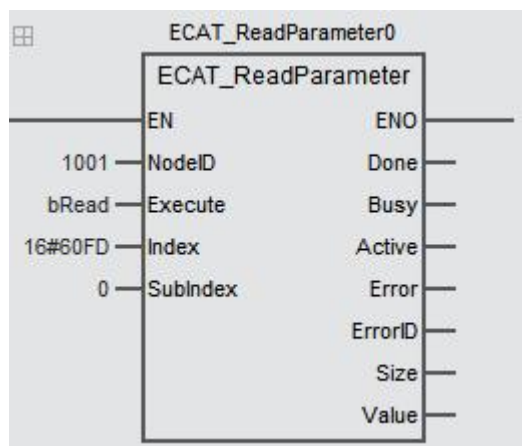 ECAT_ReadParameter0
ECAT_ReadParameter
EN ENO
1001 NodeID Done
bRead Execute Busy
16#60FD Index Active
0 SubIndex Error
ErrorID
Size
Value